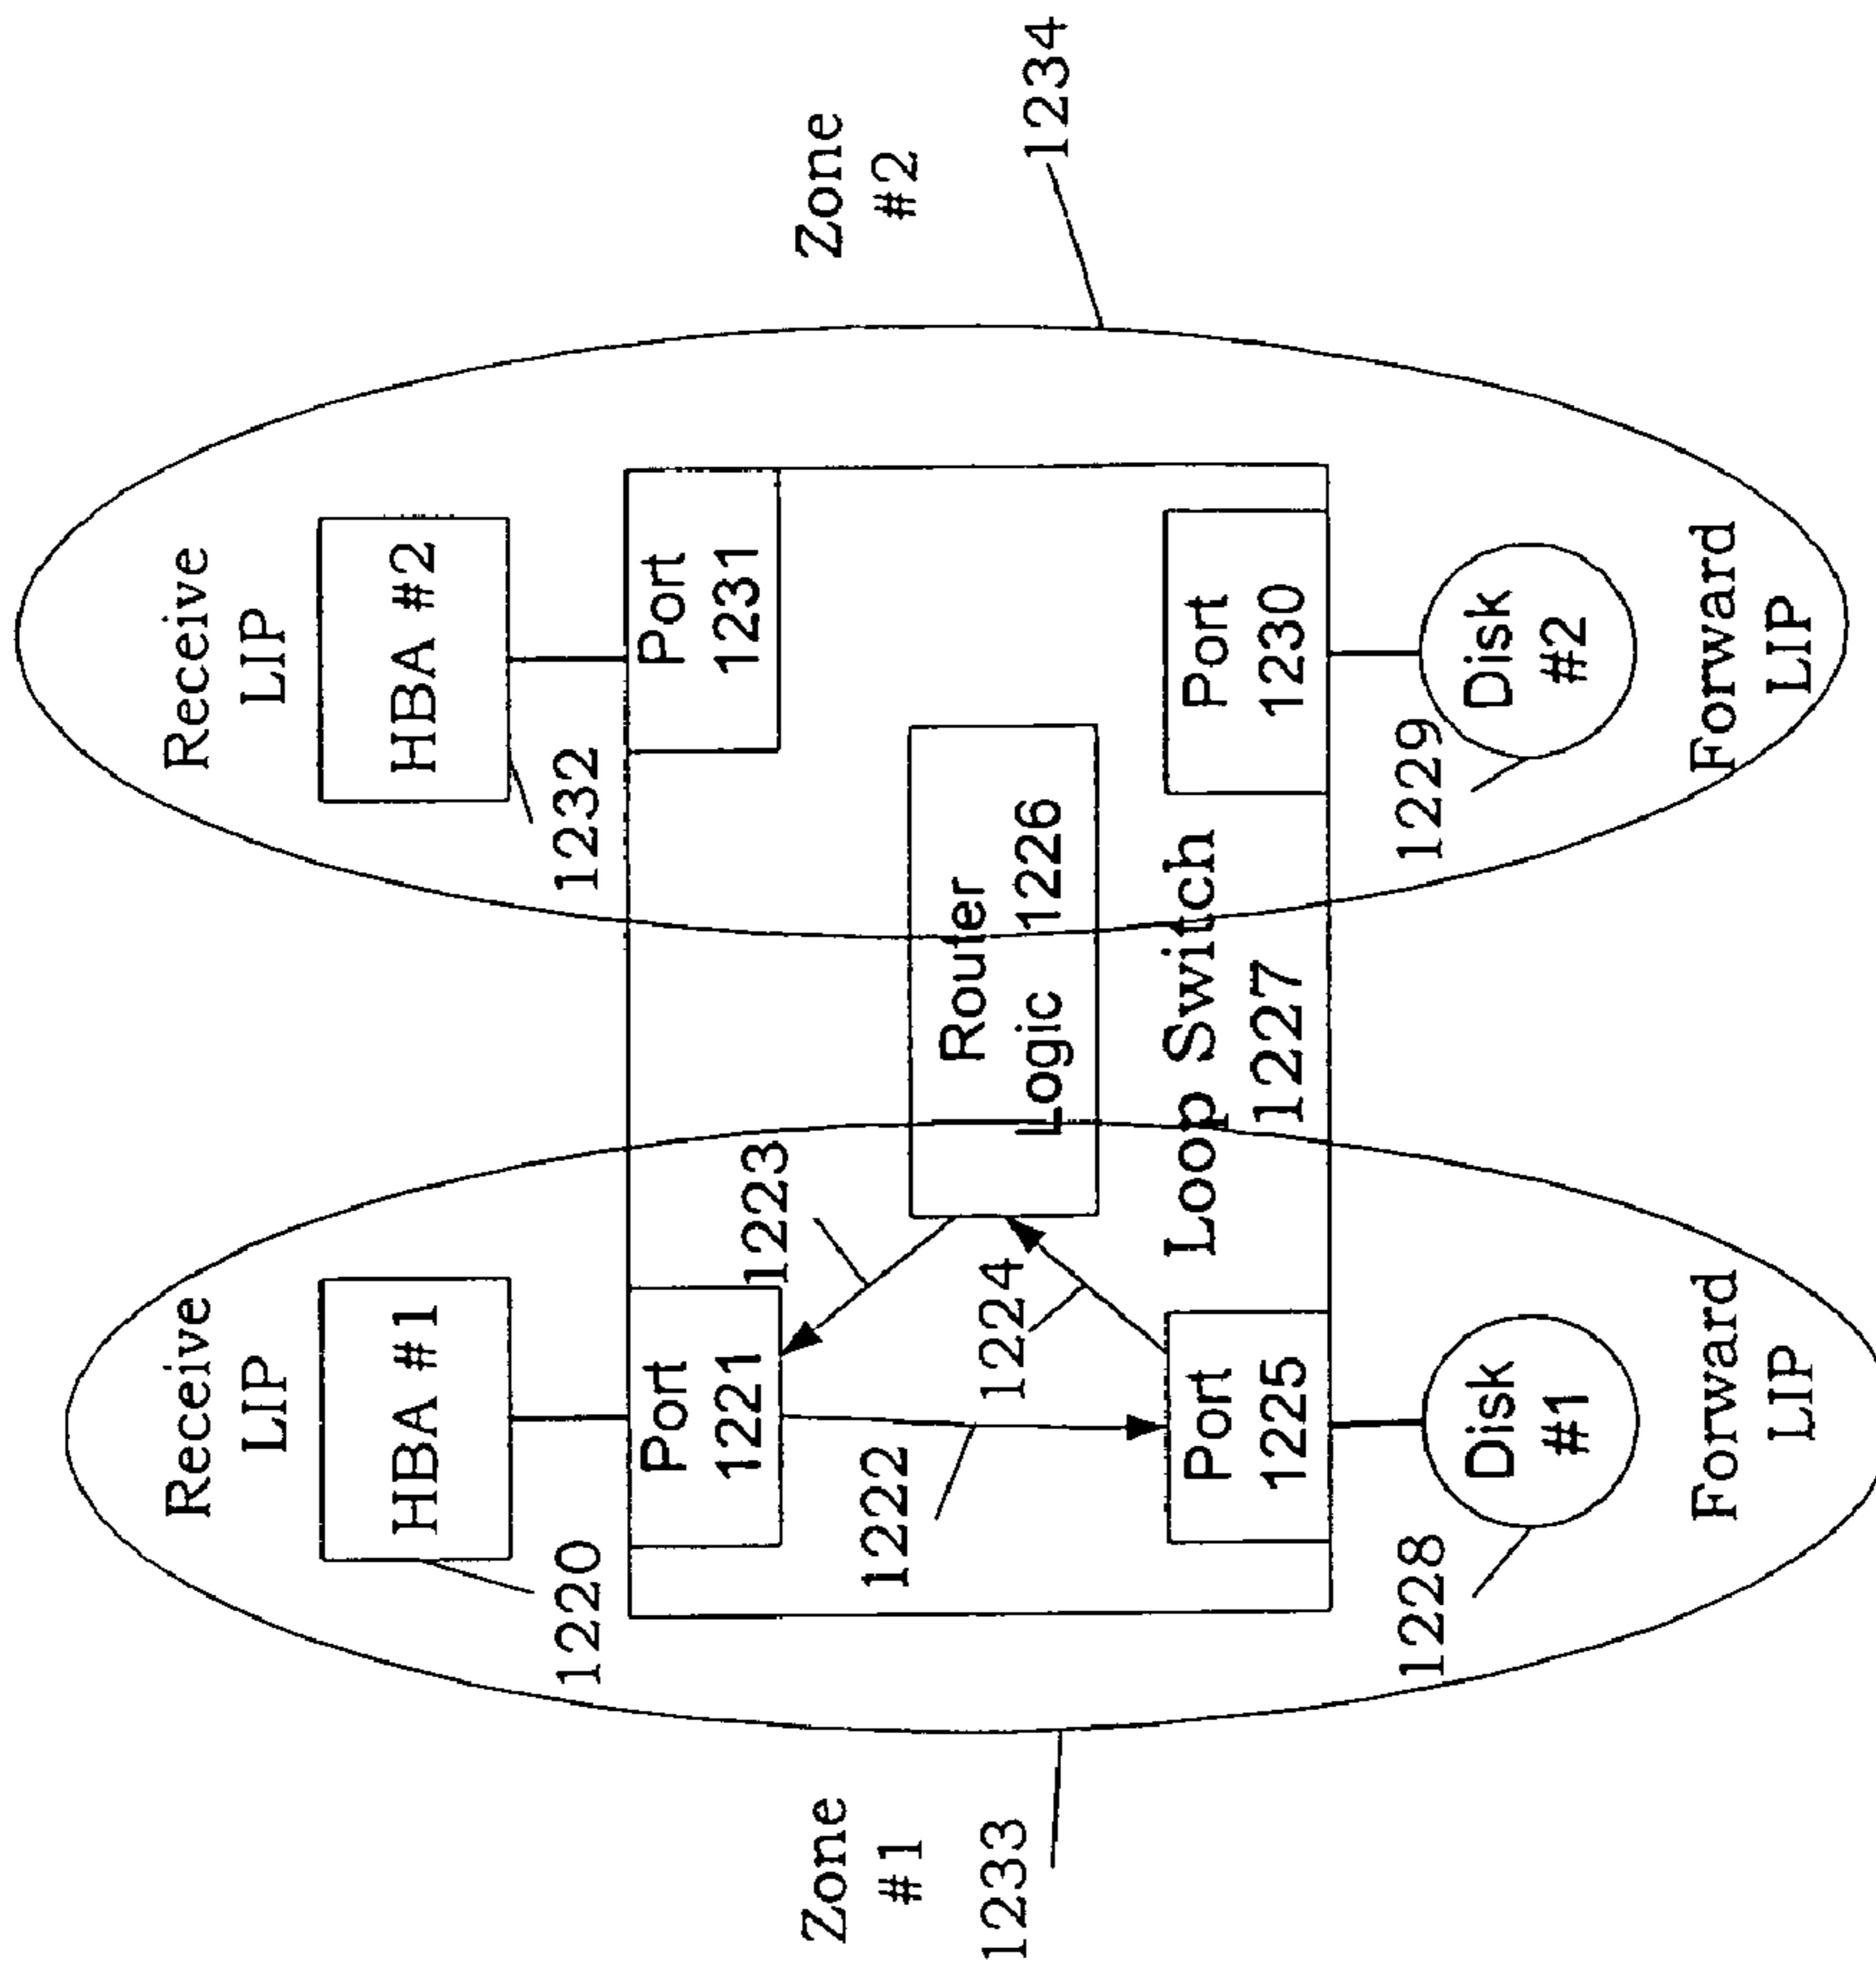 Zone
#1
1233
Receive
LIP
HBA #1
1220
Port
1221
1222
1223
1224
Port
1225
1228
Disk
#1
Forward
LIP
Router
Logic 1226
Loop Switch
1227
Receive
LIP
HBA #2
1232
Port
1231
Port
1230
1229
Disk
#2
Forward
LIP
Zone
#2
1234